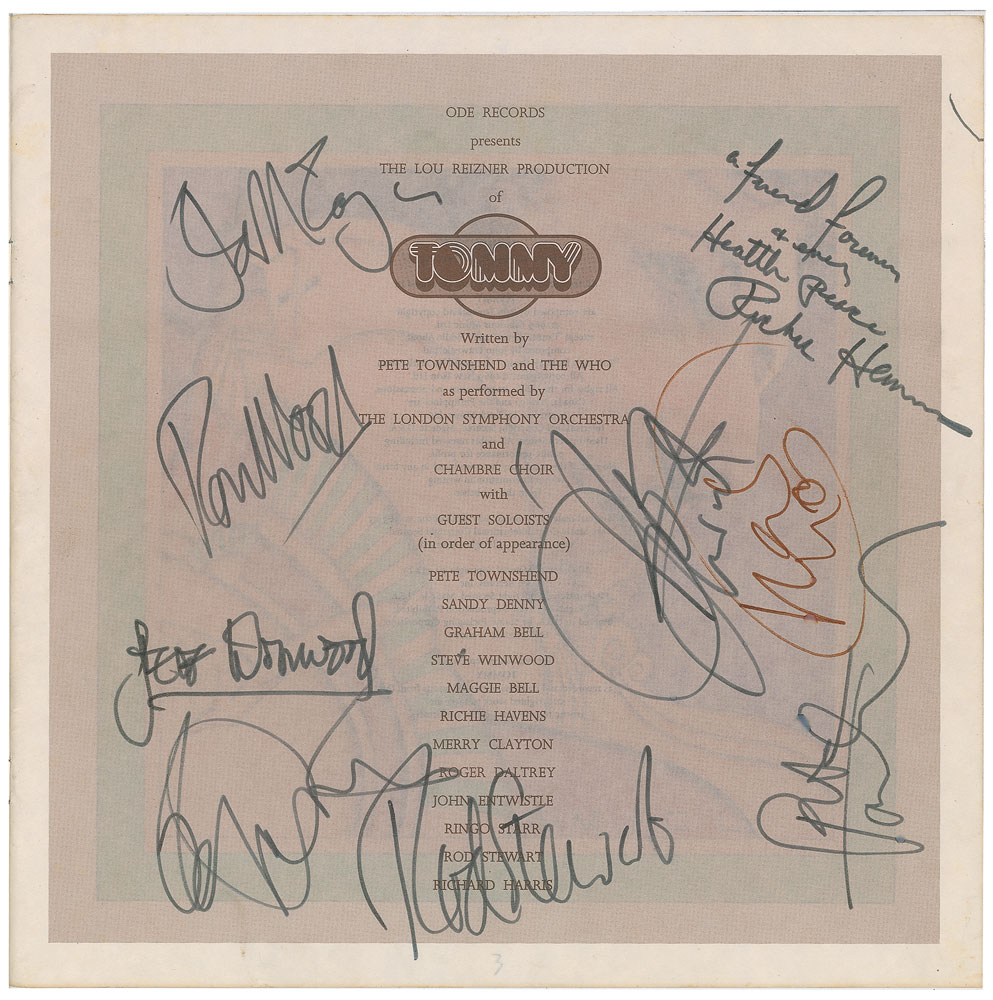 ODE RECORDS
presents
THE LOU REIZNER PRODUCTION
of
TOMMY
Written by
PETE TOWNSHEND and THE WHO
as performed by
THE LONDON SYMPHONY ORCHESTRA
and
CHAMBRE CHOIR
with
GUEST SOLOISTS
(in order of appearance)
PETE TOWNSHEND
SANDY DENNY
GRAHAM BELL
STEVE WINWOOD
MAGGIE BELL
RICHIE HAVENS
MERRY CLAYTON
ROGER DALTREY
JOHN ENTWISTLE
RINGO STARR
ROD STEWART
RICHARD HARRIS
a friend forever
& ever
Health Peace
Richie
Ron Wood
Rod Stewart
3